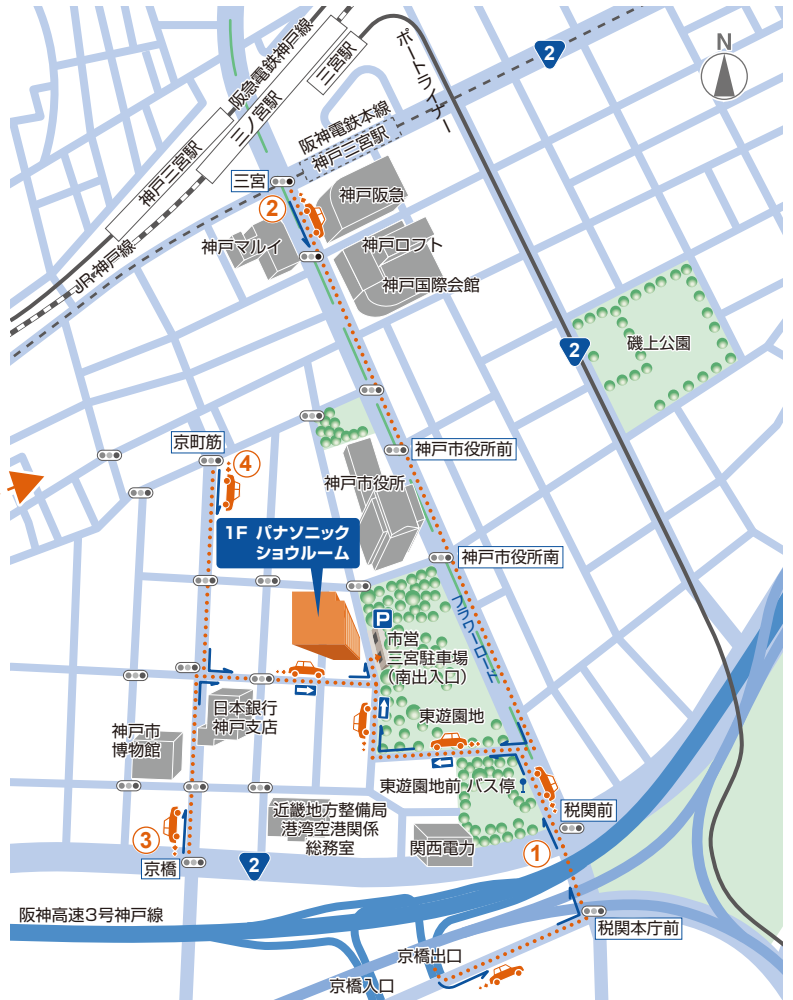 2
N
阪急電鉄神戸線
三宮駅
ポートライナー
三ノ宮駅
阪神電鉄本線
神戸三宮駅
神戸三宮駅
三宮
②
神戸阪急
神戸マルイ
神戸ロフト
神戸国際会館
JR神戸線
2
磯上公園
京町筋
④
神戸市役所前
神戸市役所
1F パナソニック
ショウルーム
神戸市役所南
フラワーロード
P
市営
三宮駐車場
(南出入口)
日本銀行
神戸支店
東遊園地
神戸市
博物館
東遊園地前 バス停
税関前
近畿地方整備局
港湾空港関係
総務室
関西電力
①
③
京橋
2
阪神高速3号神戸線
税関本庁前
京橋出口
京橋入口